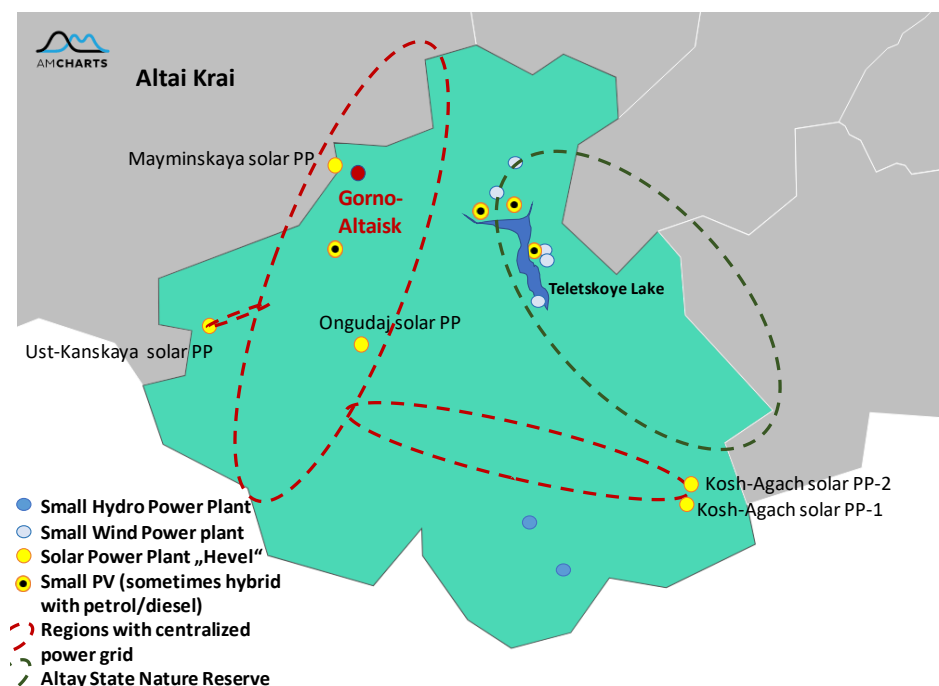 AMCHARTS
Altai Krai
Mayminskaya solar PP
Gorno-
Altaisk
Teletskoye Lake
Ongudaj solar PP
Ust-Kanskaya solar PP
Kosh-Agach solar PP-2
Kosh-Agach solar PP-1
Small Hydro Power Plant
Small Wind Power plant
Solar Power Plant „Hevel“
Small PV (sometimes hybrid
with petrol/diesel)
Regions with centralized
power grid
Altay State Nature Reserve